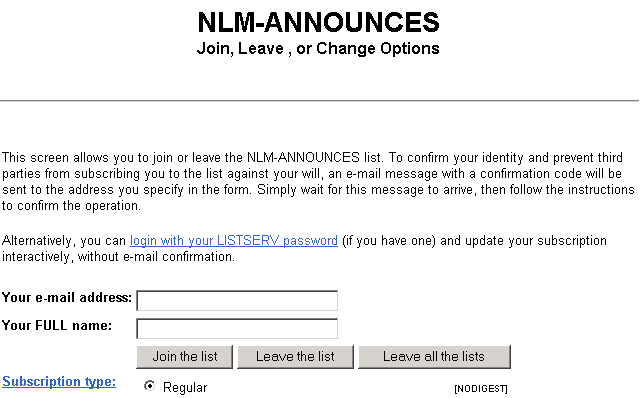 NLM-ANNOUNCES
Join, Leave , or Change Options
This screen allows you to join or leave the NLM-ANNOUNCES list. To confirm your identity and prevent third
parties from subscribing you to the list against your will, an e-mail message with a confirmation code will be
sent to the address you specify in the form. Simply wait for this message to arrive, then follow the instructions
to confirm the operation.
Alternatively, you can login with your LISTSERV password (if you have one) and update your subscription
interactively, without e-mail confirmation.
Your e-mail address:
Your FULL name:
Join the list Leave the list Leave all the lists
Subscription type: Regular [NODIGEST]